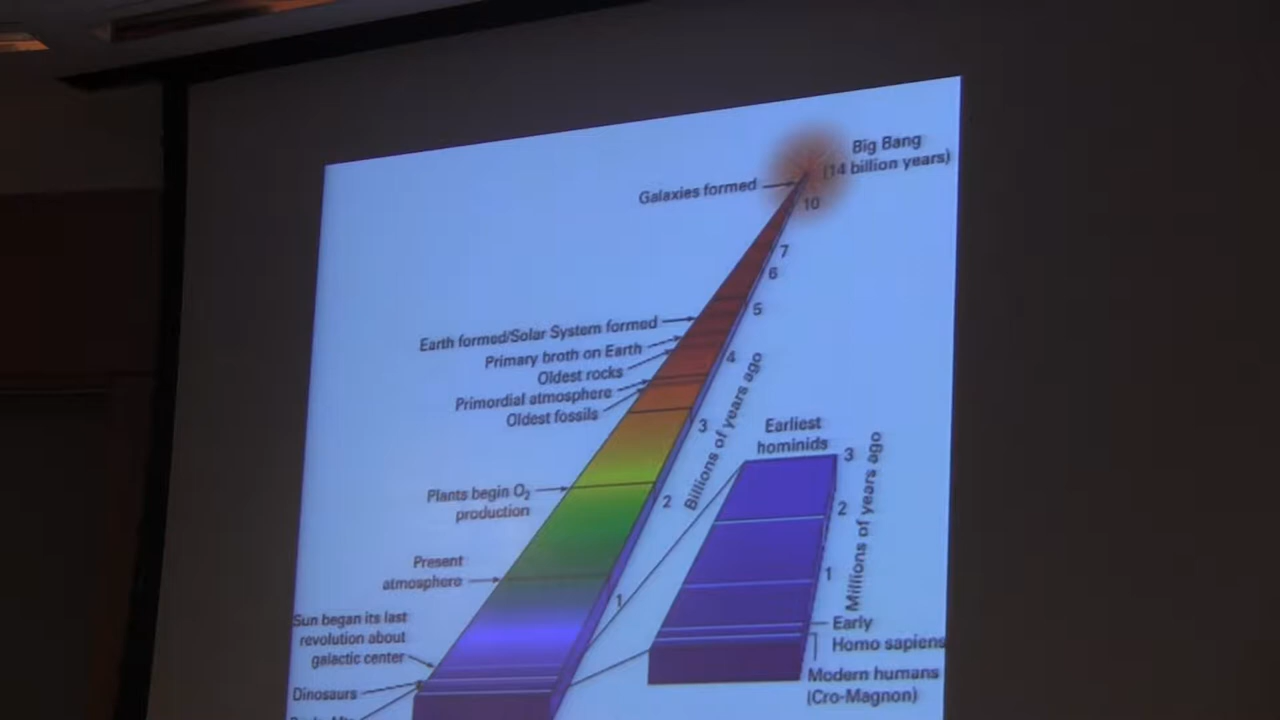 Big Bang
(14 billion years)
Galaxies formed
10
7
6
5
Earth formed/Solar System formed
Primary broth on Earth
4
Oldest rocks
Primordial atmosphere
Oldest fossils
3
Billions of years ago
Earliest
hominids
3
Plants begin O₂
production
2
2
Millions of years ago
Present
atmosphere
1
1
Sun began its last
revolution about
galactic center
Early
Homo sapiens
Dinosaurs
Modern humans
(Cro-Magnon)